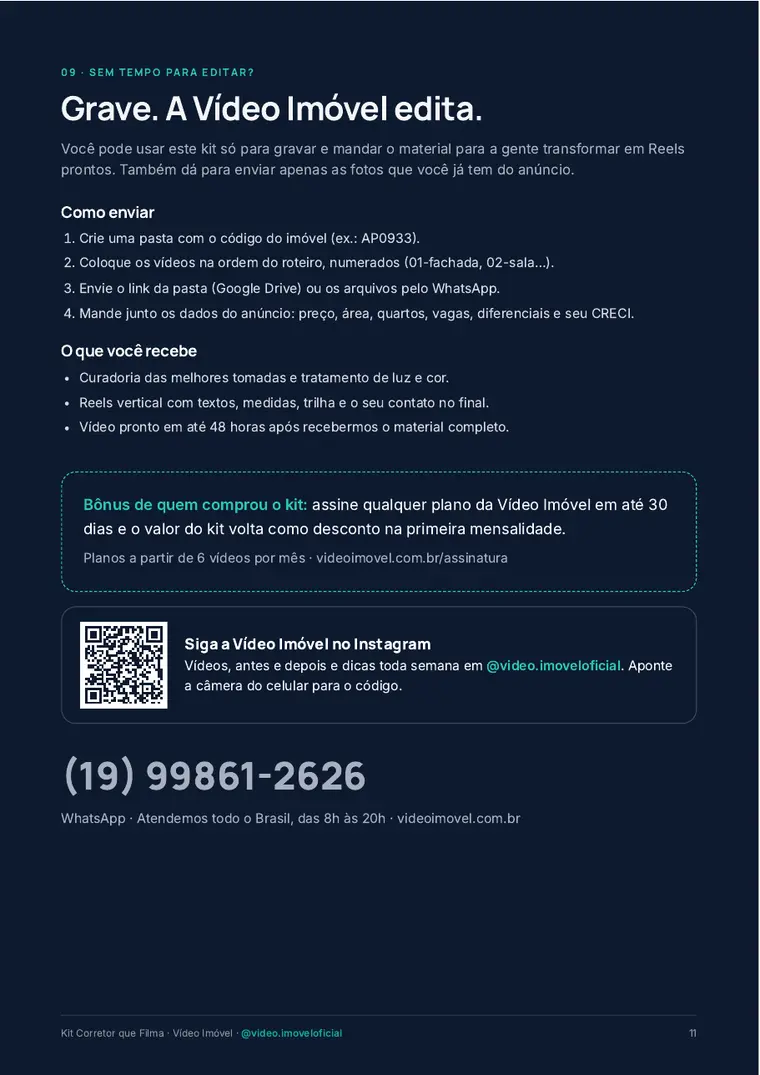 09 · SEM TEMPO PARA EDITAR?
Grave. A Vídeo Imóvel edita.
Você pode usar este kit só para gravar e mandar o material para a gente transformar em Reels
prontos. Também dá para enviar apenas as fotos que você já tem do anúncio.
Como enviar
1. Crie uma pasta com o código do imóvel (ex.: AP0933).
2. Coloque os vídeos na ordem do roteiro, numerados (01-fachada, 02-sala...).
3. Envie o link da pasta (Google Drive) ou os arquivos pelo WhatsApp.
4. Mande junto os dados do anúncio: preço, área, quartos, vagas, diferenciais e seu CRECI.
O que você recebe
• Curadoria das melhores tomadas e tratamento de luz e cor.
• Reels vertical com textos, medidas, trilha e o seu contato no final.
• Vídeo pronto em até 48 horas após recebermos o material completo.
Bônus de quem comprou o kit: assine qualquer plano da Vídeo Imóvel em até 30
dias e o valor do kit volta como desconto na primeira mensalidade.
Planos a partir de 6 vídeos por mês · videoimovel.com.br/assinatura
Siga a Vídeo Imóvel no Instagram
Vídeos, antes e depois e dicas toda semana em @video.imoveloficial. Aponte
a câmera do celular para o código.
(19) 99861-2626
WhatsApp · Atendemos todo o Brasil, das 8h às 20h · videoimovel.com.br
Kit Corretor que Filma · Vídeo Imóvel · @video.imoveloficial
11